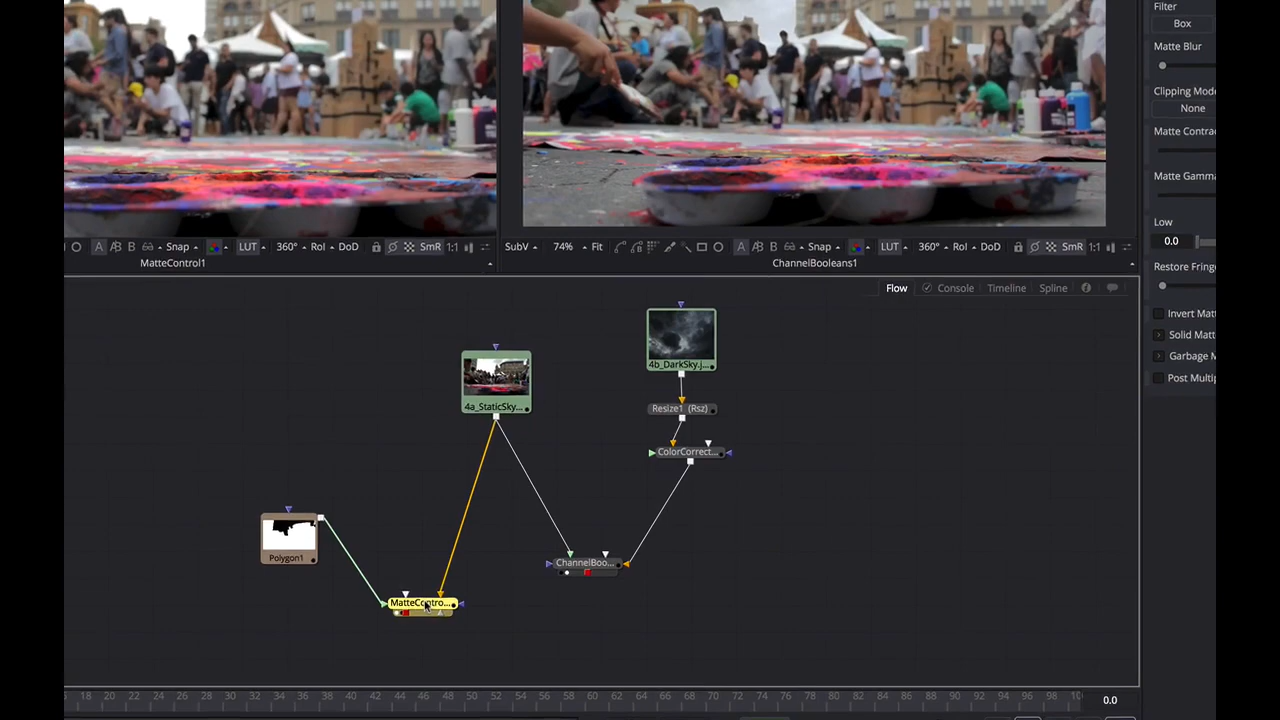 Filter
Box
Matte Blur
Clipping Mode
None
Matte Contrac
Matte Gamma
Low
0.0
Restore Fringe
Invert Matt
Solid Matt
Garbage M
Post Multip
A B Snap LUT 360° RoI DoD SmR 1:1
MatteControl1
SubV 74% Fit A B Snap LUT 360° RoI DoD SmR 1:1
ChannelBooleans1
Flow Console Timeline Spline
4b_DarkSky.j...
4a_StaticSky...
Resize1 (Rsz)
ColorCorrect...
Polygon1
ChannelBoo...
MatteContro...
18 20 22 24 26 28 30 32 34 36 38 40 42 44 46 48 50 52 54 56 58 60 62 64 66 68 70 72 74 76 78 80 82 84 86 88 90 92 94 96 98 10
0.0